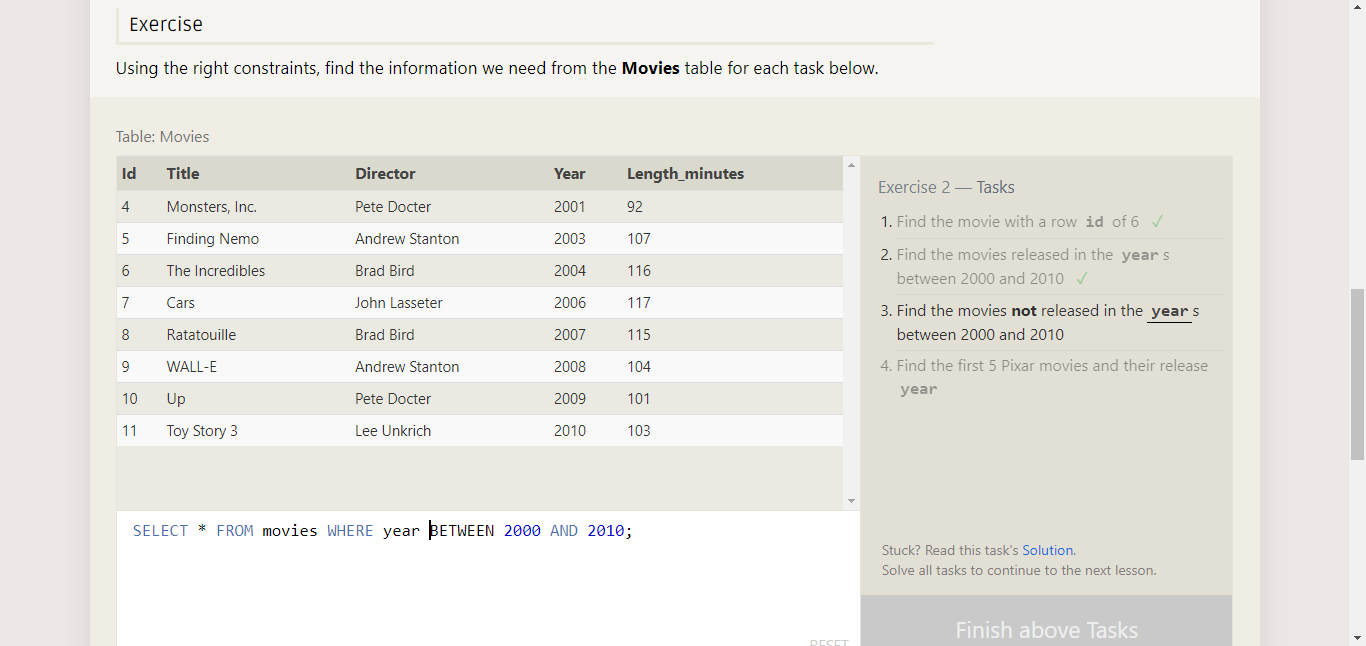 Exercise
Using the right constraints, find the information we need from the Movies table for each task below.
Table: Movies
Id Title Director Year Length_minutes
4 Monsters, Inc. Pete Docter 2001 92
5 Finding Nemo Andrew Stanton 2003 107
6 The Incredibles Brad Bird 2004 116
7 Cars John Lasseter 2006 117
8 Ratatouille Brad Bird 2007 115
9 WALL-E Andrew Stanton 2008 104
10 Up Pete Docter 2009 101
11 Toy Story 3 Lee Unkrich 2010 103
SELECT * FROM movies WHERE year BETWEEN 2000 AND 2010;
RESET
Exercise 2 — Tasks
1. Find the movie with a row id of 6 ✓
2. Find the movies released in the year s
between 2000 and 2010 ✓
3. Find the movies not released in the year s
between 2000 and 2010
4. Find the first 5 Pixar movies and their release
year
Stuck? Read this task's Solution.
Solve all tasks to continue to the next lesson.
Finish above Tasks